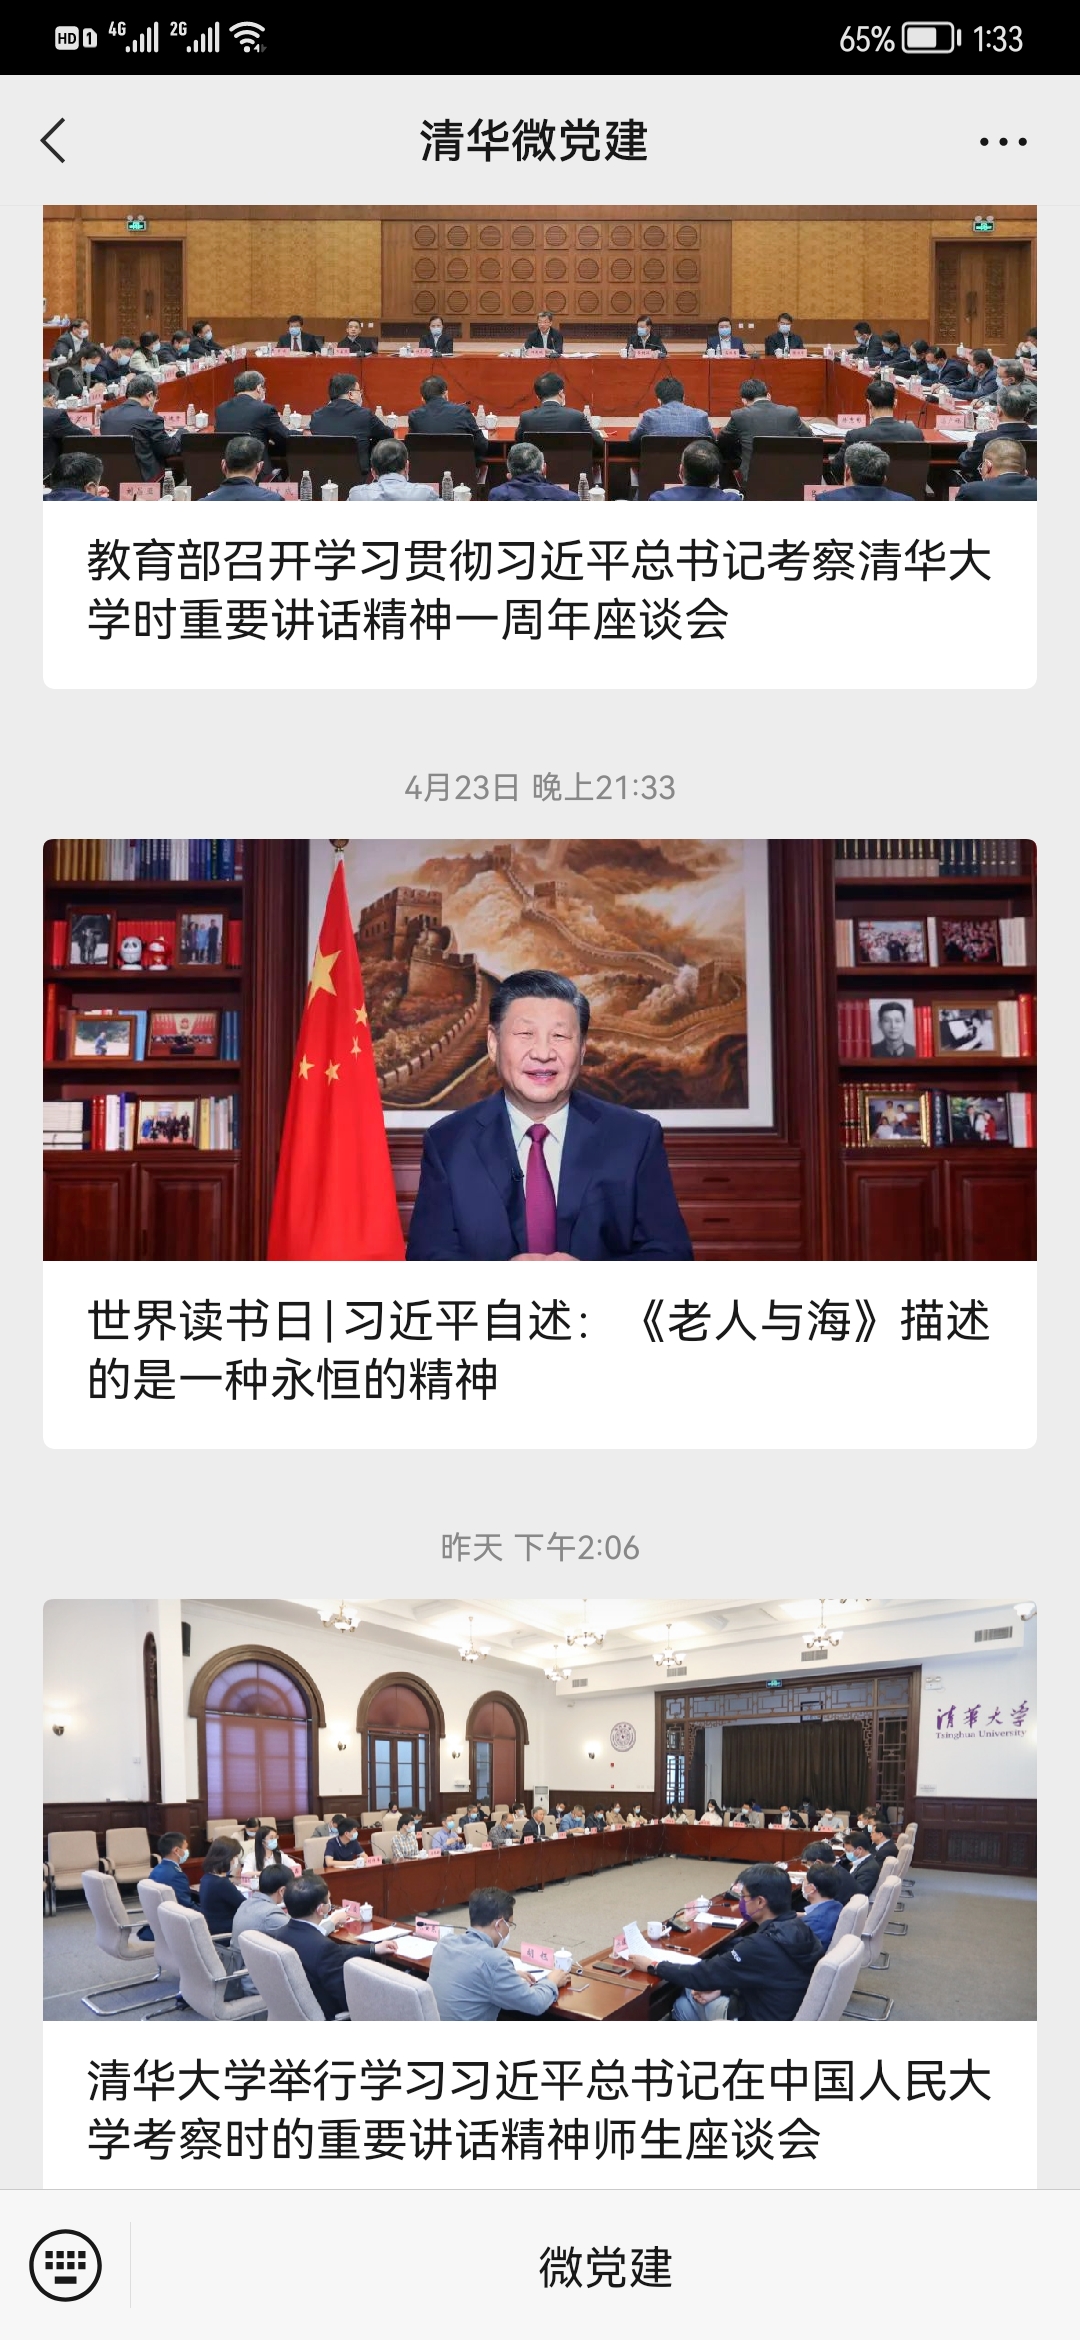 HD 1 4G 2G 65% 1:33
清华微党建
教育部召开学习贯彻习近平总书记考察清华大
学时重要讲话精神一周年座谈会
4月23日 晚上21:33
世界读书日|习近平自述：《老人与海》描述
的是一种永恒的精神
昨天 下午2:06
清華大学
Tsinghua University
清华大学举行学习习近平总书记在中国人民大
学考察时的重要讲话精神师生座谈会
微党建